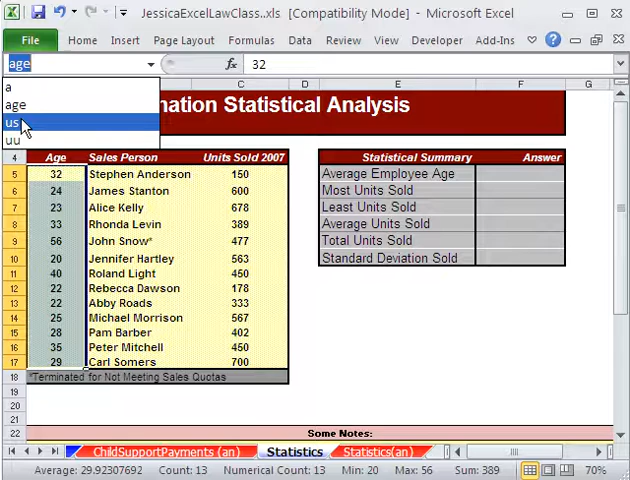 JessicaExcelLawClass..xls [Compatibility Mode] - Microsoft Excel
File Home Insert Page Layout Formulas Data Review View Developer Add-Ins
age fx 32
a
age
us
uu
C D E F G
mation Statistical Analysis
4 Age Sales Person Units Sold 2007 Statistical Summary Answer
5 32 Stephen Anderson 150 Average Employee Age
6 24 James Stanton 600 Most Units Sold
7 23 Alice Kelly 678 Least Units Sold
8 33 Rhonda Levin 389 Average Units Sold
9 56 John Snow* 477 Total Units Sold
10 20 Jennifer Hartley 563 Standard Deviation Sold
11 40 Roland Light 450
12 22 Rebecca Dawson 178
13 22 Abby Roads 333
14 25 Michael Morrison 567
15 28 Pam Barber 402
16 35 Peter Mitchell 450
17 29 Carl Somers 700
18 *Terminated for Not Meeting Sales Quotas
19
20
21
22 Some Notes:
ChildSupportPayments (an) Statistics Statistics(an)
Average: 29.92307692 Count: 13 Numerical Count: 13 Min: 20 Max: 56 Sum: 389 70%